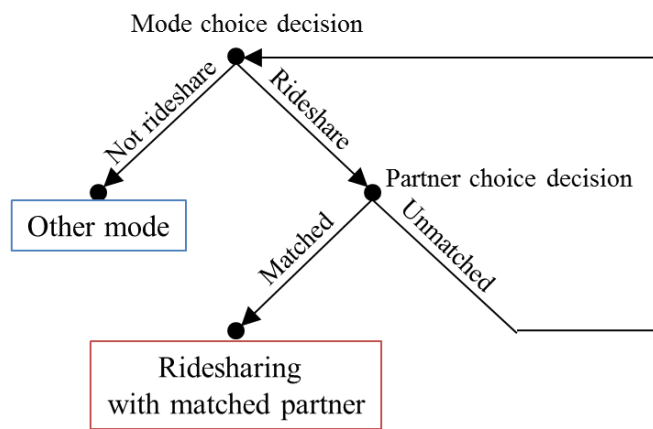 Mode choice decision
Not rideshare
Rideshare
Partner choice decision
Other mode
Matched
Unmatched
Ridesharing
with matched partner